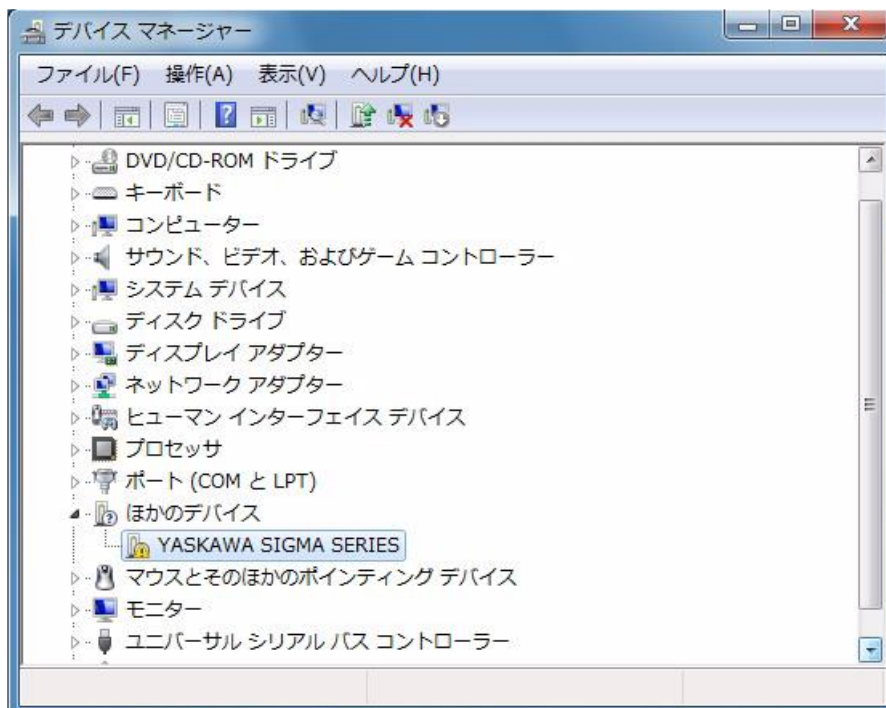 デバイス マネージャー
ファイル(F) 操作(A) 表示(V) ヘルプ(H)
DVD/CD-ROM ドライブ
キーボード
コンピューター
サウンド、ビデオ、およびゲーム コントローラー
システム デバイス
ディスク ドライブ
ディスプレイ アダプター
ネットワーク アダプター
ヒューマン インターフェイス デバイス
プロセッサ
ポート (COM と LPT)
ほかのデバイス
YASKAWA SIGMA SERIES
マウスとそのほかのポインティング デバイス
モニター
ユニバーサル シリアル バス コントローラー